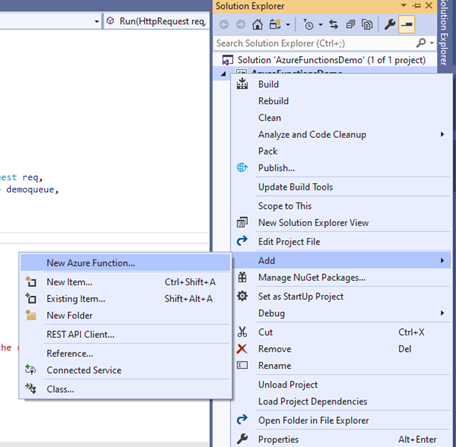 Solution Explorer
Run(HttpRequest req,
Search Solution Explorer (Ctrl+;)
Solution 'AzureFunctionsDemo' (1 of 1 project)
AzureFunctionsDemo
Build
Rebuild
Clean
Analyze and Code Cleanup
Pack
Publish...
Update Build Tools
Scope to This
New Solution Explorer View
Edit Project File
Add
Manage NuGet Packages...
Set as StartUp Project
Debug
Cut Ctrl+X
Remove Del
Rename
Unload Project
Load Project Dependencies
Open Folder in File Explorer
Properties Alt+Enter
New Azure Function...
New Item... Ctrl+Shift+A
Existing Item... Shift+Alt+A
New Folder
REST API Client...
Reference...
Connected Service
Class...
uest req,
demoqueue,
the
Solution Explorer